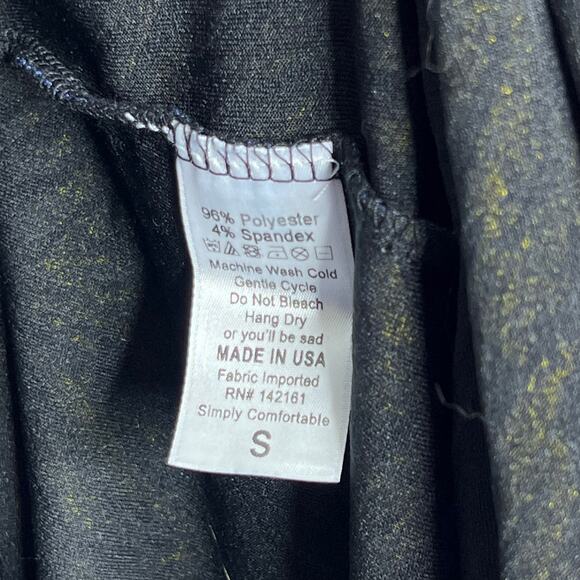 96% Polyester
4% Spandex
Machine Wash Cold
Gentle Cycle
Do Not Bleach
Hang Dry
or you'll be sad
MADE IN USA
Fabric Imported
RN# 142161
Simply Comfortable
S